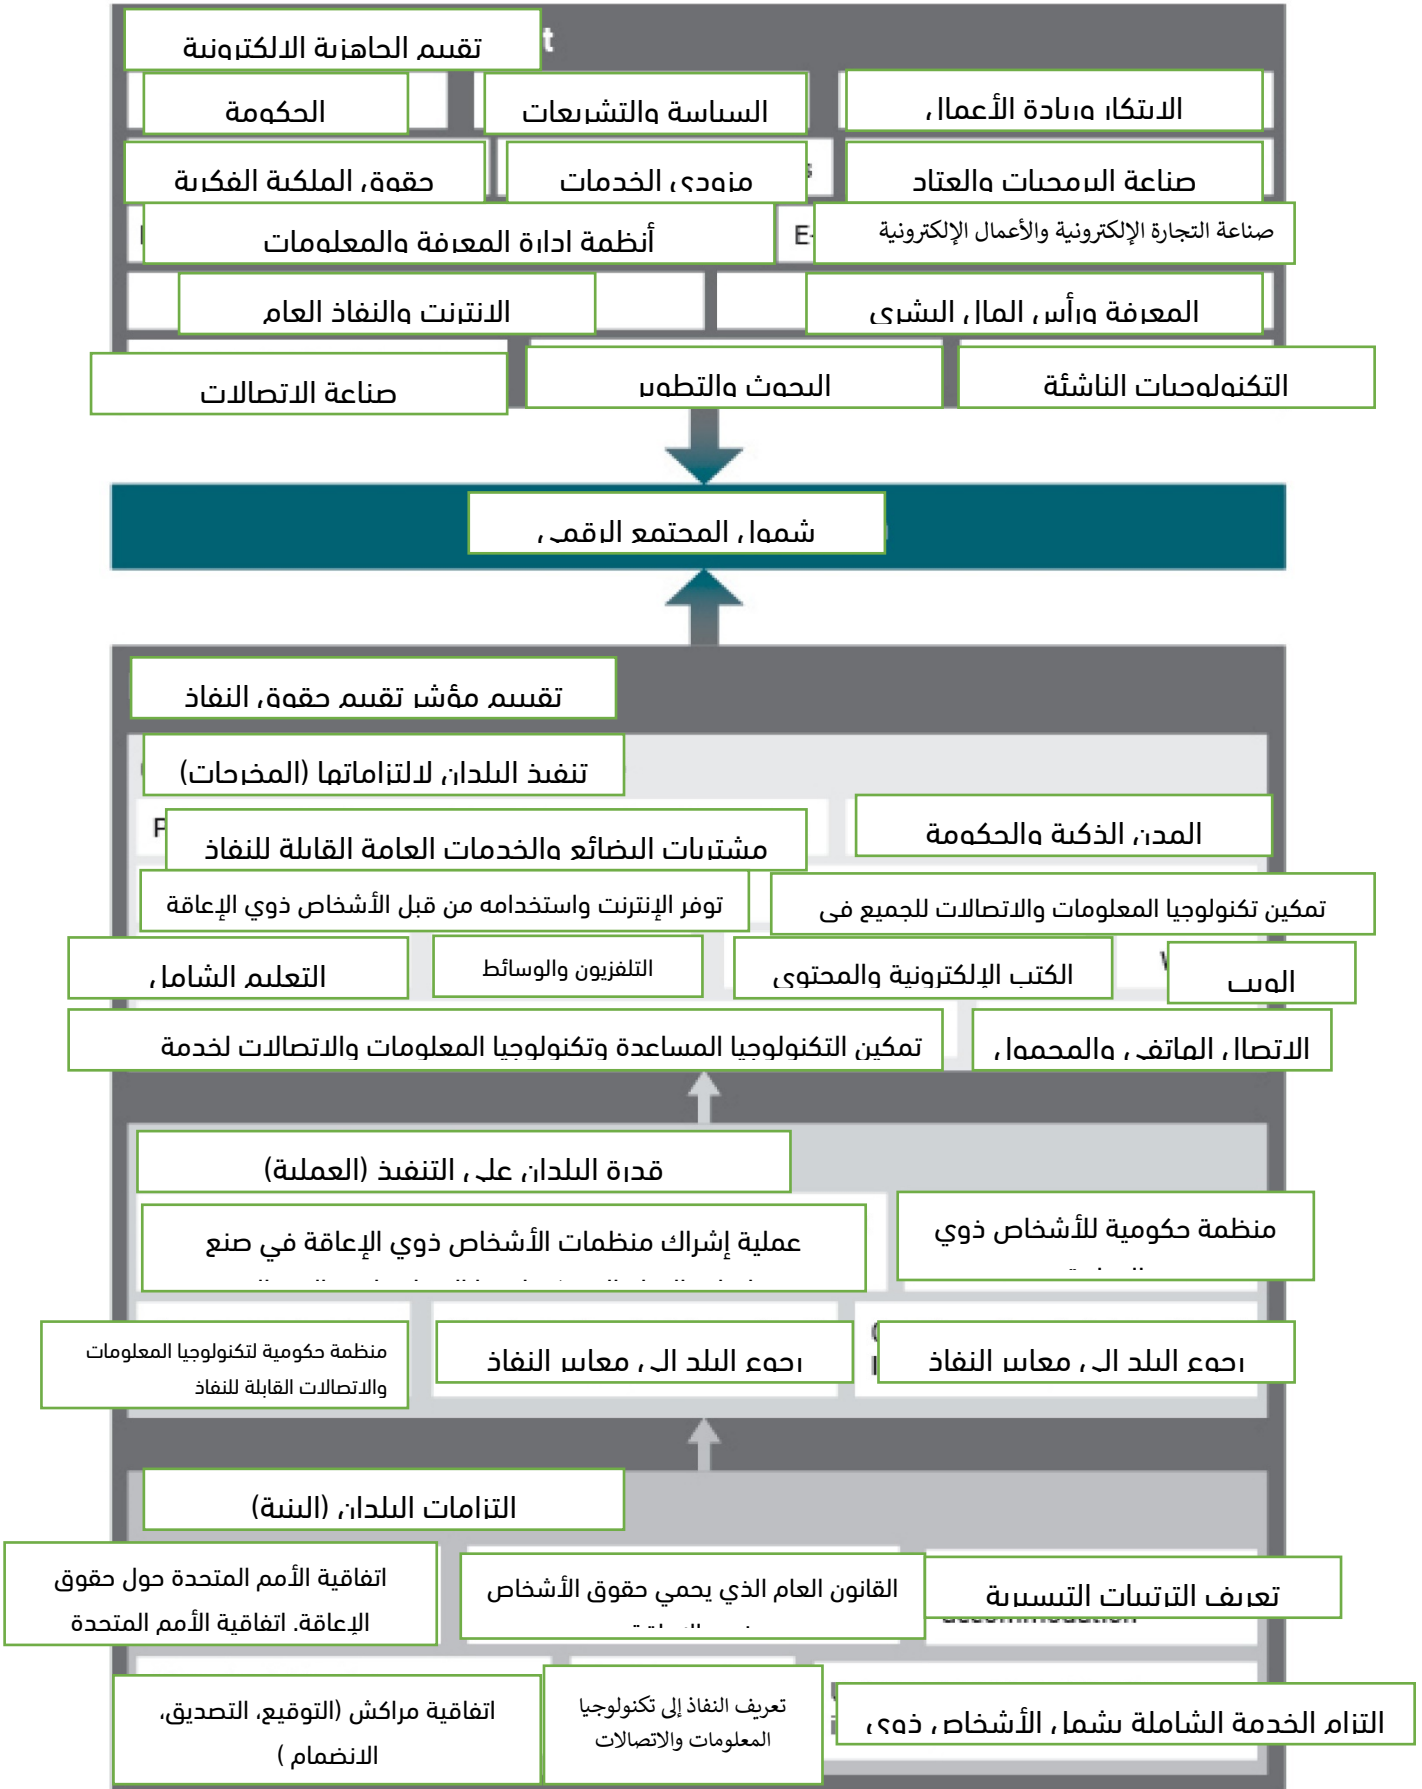 تقييم الجاهزية الالكترونية
t
الحكومة
السياسة والتشريعات
الابتكار وريادة الأعمال
حقوق الملكية الفكرية
مزودي الخدمات
صناعة البرمجيات والعتاد
أنظمة ادارة المعرفة والمعلومات
E-
صناعة التجارة الإلكترونية والأعمال الإلكترونية
الانترنت والنفاذ العام
المعرفة ورأس المال البشري
صناعة الاتصالات
البحوث والتطوير
التكنولوجيات الناشئة
شمول المجتمع الرقمي
تقييم مؤشر تقييم حقوق النفاذ
تنفيذ البلدان لالتزاماتها (المخرجات)
مشتريات البضائع والخدمات العامة القابلة للنفاذ
المدن الذكية والحكومة
توفر الإنترنت واستخدامه من قبل الأشخاص ذوي الإعاقة
تمكين تكنولوجيا المعلومات والاتصالات للجميع في
التعليم الشامل
التلفزيون والوسائط
الكتب الإلكترونية والمحتوى
الويب
تمكين التكنولوجيا المساعدة وتكنولوجيا المعلومات والاتصالات لخدمة
الاتصال الهاتفي والمحمول
قدرة البلدان على التنفيذ (العملية)
عملية إشراك منظمات الأشخاص ذوي الإعاقة في صنع
منظمة حكومية للأشخاص ذوي
منظمة حكومية لتكنولوجيا المعلومات
والاتصالات القابلة للنفاذ
رجوع البلد الى معايير النفاذ
رجوع البلد الى معايير النفاذ
التزامات البلدان (البنية)
اتفاقية الأمم المتحدة حول حقوق
الإعاقة. اتفاقية الأمم المتحدة
القانون العام الذي يحمي حقوق الأشخاص
تعريف الترتيبات التيسيرية
اتفاقية مراكش (التوقيع، التصديق،
الانضمام )
تعريف النفاذ إلى تكنولوجيا
المعلومات والاتصالات
التزام الخدمة الشاملة يشمل الأشخاص ذوي